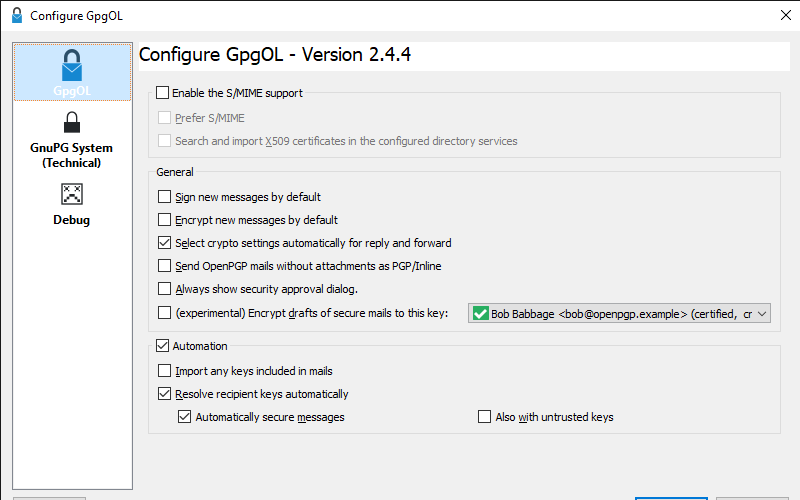 Configure GpgOL
Configure GpgOL - Version 2.4.4
GpgOL
GnuPG System
(Technical)
Debug
Enable the S/MIME support
Prefer S/MIME
Search and import X509 certificates in the configured directory services
General
Sign new messages by default
Encrypt new messages by default
Select crypto settings automatically for reply and forward
Send OpenPGP mails without attachments as PGP/Inline
Always show security approval dialog.
(experimental) Encrypt drafts of secure mails to this key:
Bob Babbage <bob@openpgp.example> (certified, cr
Automation
Import any keys included in mails
Resolve recipient keys automatically
Automatically secure messages
Also with untrusted keys